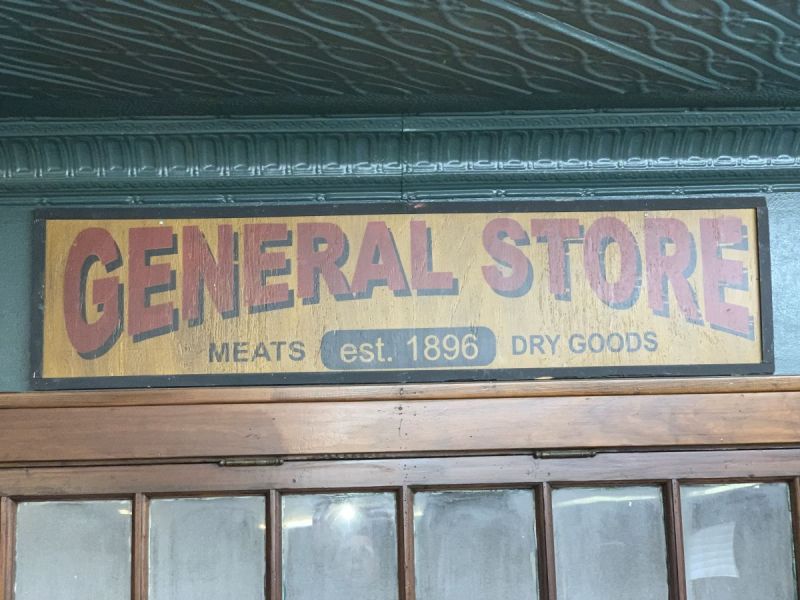 GENERAL STORE
MEATS est. 1896 DRY GOODS